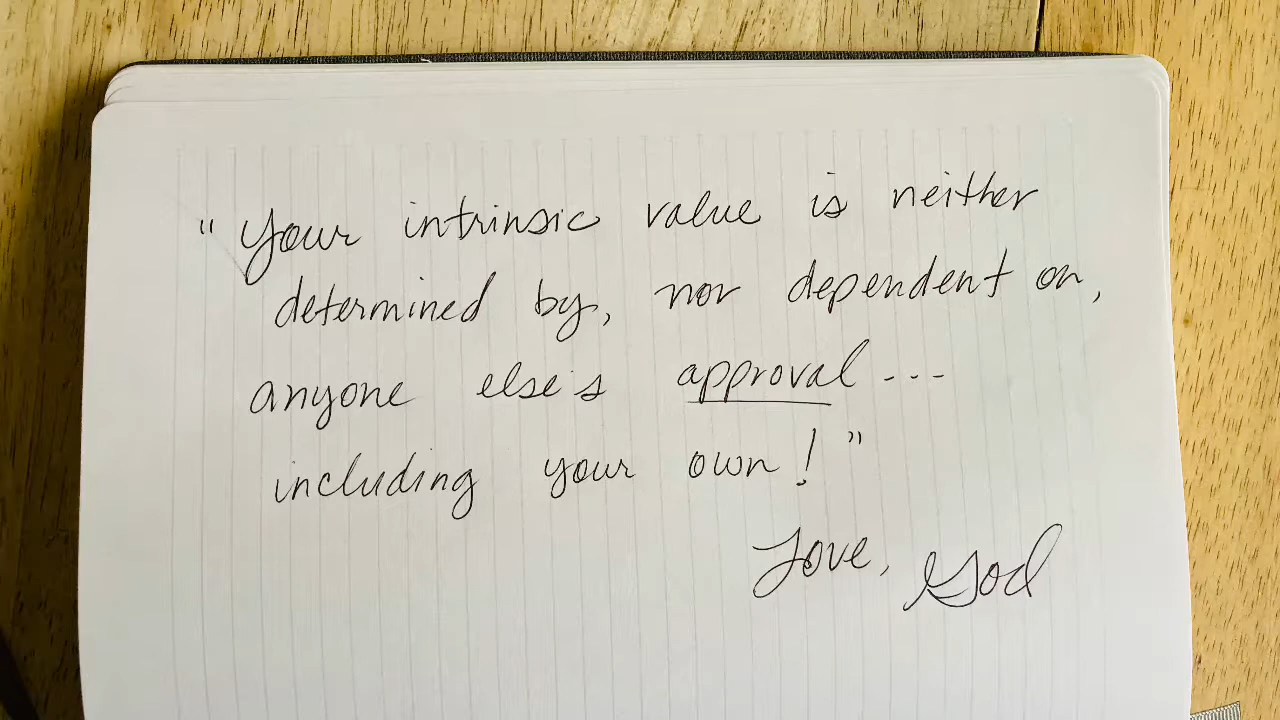 "Your intrinsic value is neither
determined by, nor dependent on,
anyone else's approval...
including your own!"
Love, God